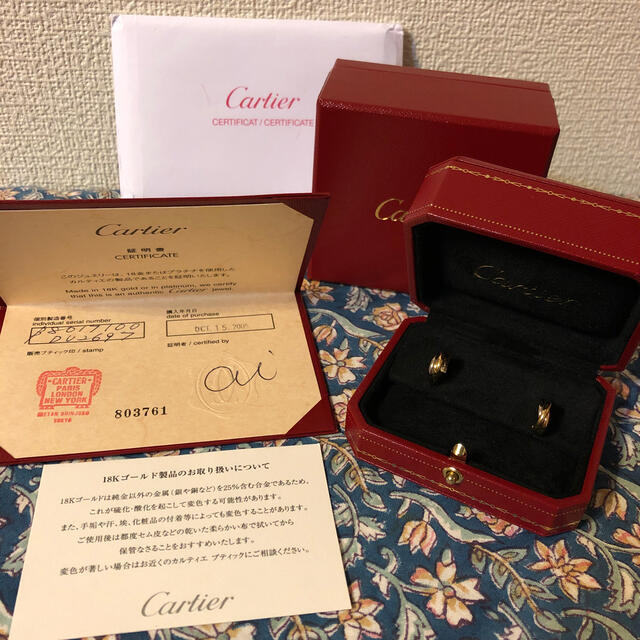 Cartier
CERTIFICAT / CERTIFICATE
Cartier
証明書
CERTIFICATE
このジュエリーは、18金またはプラチナを使用した
カルティエの製品であることを証明いたします。
Made in 18K gold or in platinum, we certify
that this is an authentic Cartier jewel.
個別製造番号
individual serial number
購入年月日
date of purchase
OCT. 15. 2005
販売ブティック印 / stamp
証明者 / certified by
CARTIER
PARIS
LONDON
NEW YORK
TOKYO
803761
Ca
Cartier
18Kゴールド製品のお取り扱いについて
18Kゴールドは純金以外の金属（銀や銅など）を25%含む合金であるため、
これが硫化・酸化を起こして変色する可能性があります。
また、手垢や汗、埃、化粧品の付着等によっても変色することがあります。
ご使用後は都度セム皮などの乾いた柔らかい布で拭いてから
保管なさることをおすすめいたします。
変色が著しい場合はお近くのカルティエ ブティックにご相談ください。
Cartier